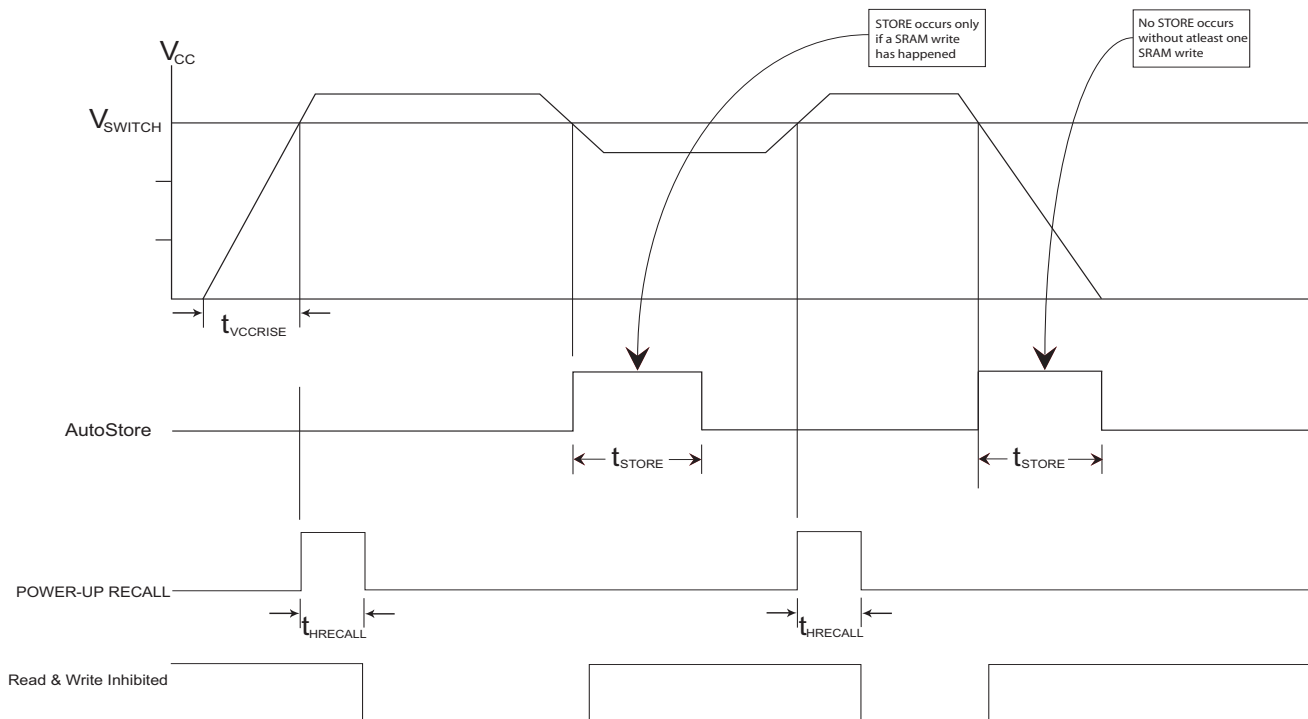 STORE occurs only
if a SRAM write
has happened
No STORE occurs
without atleast one
SRAM write
VCC
VSWITCH
tVCCRISE
AutoStore
tSTORE
tSTORE
POWER-UP RECALL
tHRECALL
tHRECALL
Read & Write Inhibited